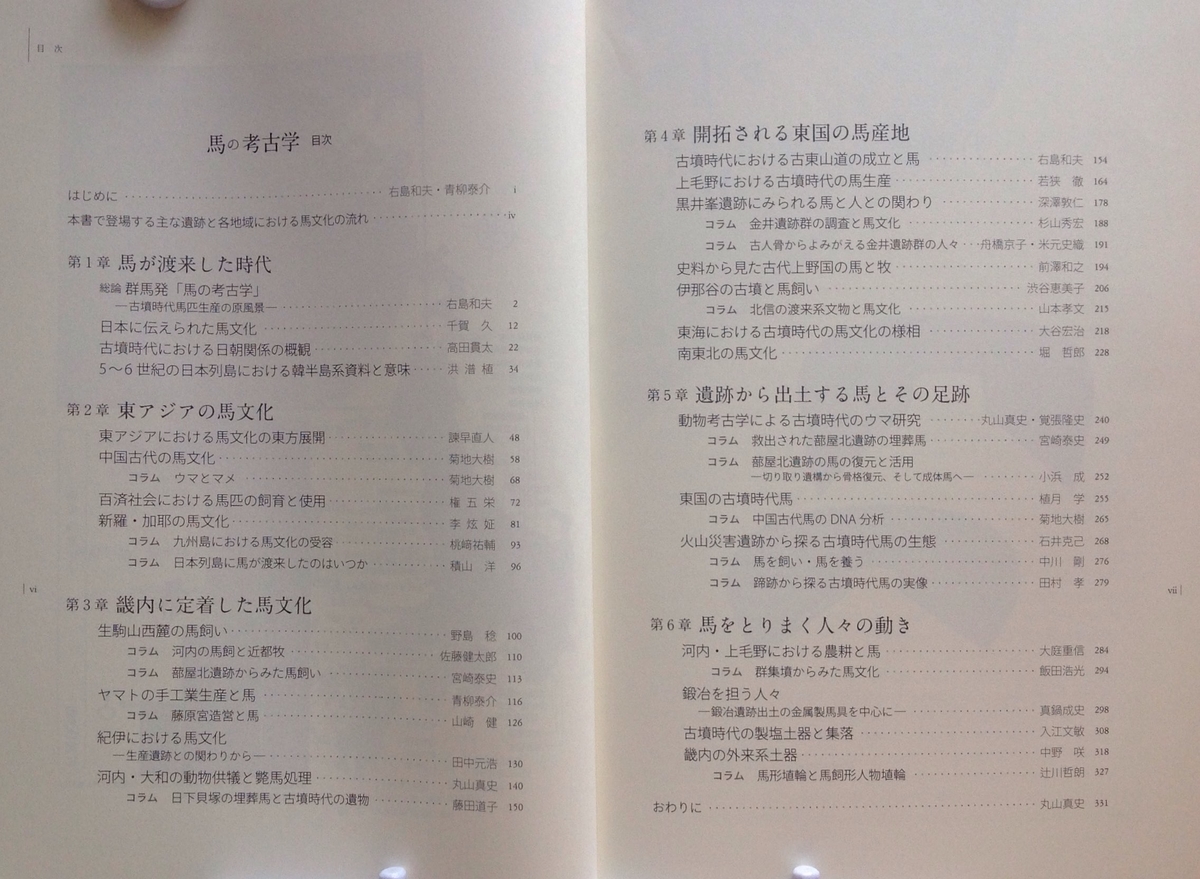 目 次
馬の考古学 目次
はじめに ………… 右島和夫・青柳泰介 i
本書で登場する主な遺跡と各地域における馬文化の流れ ………… iv
第1章 馬が渡来した時代
総論 群馬発「馬の考古学」
―古墳時代馬匹生産の原風景― ………… 右島和夫 2
日本に伝えられた馬文化 ………… 千賀 久 12
古墳時代における日朝関係の概観 ………… 高田貫太 22
5～6世紀の日本列島における韓半島系資料と意味 ………… 洪 潽 植 34
第2章 東アジアの馬文化
東アジアにおける馬文化の東方展開 ………… 諫早直人 48
中国古代の馬文化 ………… 菊地大樹 58
コラム ウマとマメ ………… 菊地大樹 68
百済社会における馬匹の飼育と使用 ………… 権 五 栄 72
新羅・加耶の馬文化 ………… 李 炫 姃 81
コラム 九州島における馬文化の受容 ………… 桃﨑祐輔 93
コラム 日本列島に馬が渡来したのはいつか ………… 積山 洋 96
第3章 畿内に定着した馬文化
生駒山西麓の馬飼い ………… 野島 稔 100
コラム 河内の馬飼と近都牧 ………… 佐藤健太郎 110
コラム 蔀屋北遺跡からみた馬飼い ………… 宮崎泰史 113
ヤマトの手工業生産と馬 ………… 青柳泰介 116
コラム 藤原宮造営と馬 ………… 山崎 健 126
紀伊における馬文化
―生産遺跡との関わりから― ………… 田中元浩 130
河内・大和の動物供犠と斃馬処理 ………… 丸山真史 140
コラム 日下貝塚の埋葬馬と古墳時代の遺物 ………… 藤田道子 150
vi
第4章 開拓される東国の馬産地
古墳時代における古東山道の成立と馬 ………… 右島和夫 154
上毛野における古墳時代の馬生産 ………… 若狭 徹 164
黒井峯遺跡にみられる馬と人との関わり ………… 深澤敦仁 178
コラム 金井遺跡群の調査と馬文化 ………… 杉山秀宏 188
コラム 古人骨からよみがえる金井遺跡群の人々 … 舟橋京子・米元史織 191
史料から見た古代上野国の馬と牧 ………… 前澤和之 194
伊那谷の古墳と馬飼い ………… 渋谷恵美子 206
コラム 北信の渡来系文物と馬文化 ………… 山本孝文 215
東海における古墳時代の馬文化の様相 ………… 大谷宏治 218
南東北の馬文化 ………… 堀 哲郎 228
第5章 遺跡から出土する馬とその足跡
動物考古学による古墳時代のウマ研究 ………… 丸山真史・覚張隆史 240
コラム 救出された蔀屋北遺跡の埋葬馬 ………… 宮崎泰史 249
コラム 蔀屋北遺跡の馬の復元と活用
―切り取り遺構から骨格復元、そして成体馬へ― ………… 小浜 成 252
東国の古墳時代馬 ………… 植月 学 255
コラム 中国古代馬のDNA分析 ………… 菊地大樹 265
火山災害遺跡から探る古墳時代馬の生態 ………… 石井克己 268
コラム 馬を飼い・馬を養う ………… 中川 剛 276
コラム 蹄跡から探る古墳時代馬の実像 ………… 田村 孝 279
第6章 馬をとりまく人々の動き
河内・上毛野における農耕と馬 ………… 大庭重信 284
コラム 群集墳からみた馬文化 ………… 飯田浩光 294
鍛冶を担う人々
―鍛冶遺跡出土の金属製馬具を中心に― ………… 真鍋成史 298
古墳時代の製塩土器と集落 ………… 入江文敏 308
畿内の外来系土器 ………… 中野 咲 318
コラム 馬形埴輪と馬飼形人物埴輪 ………… 辻川哲朗 327
おわりに ………… 丸山真史 331
vii